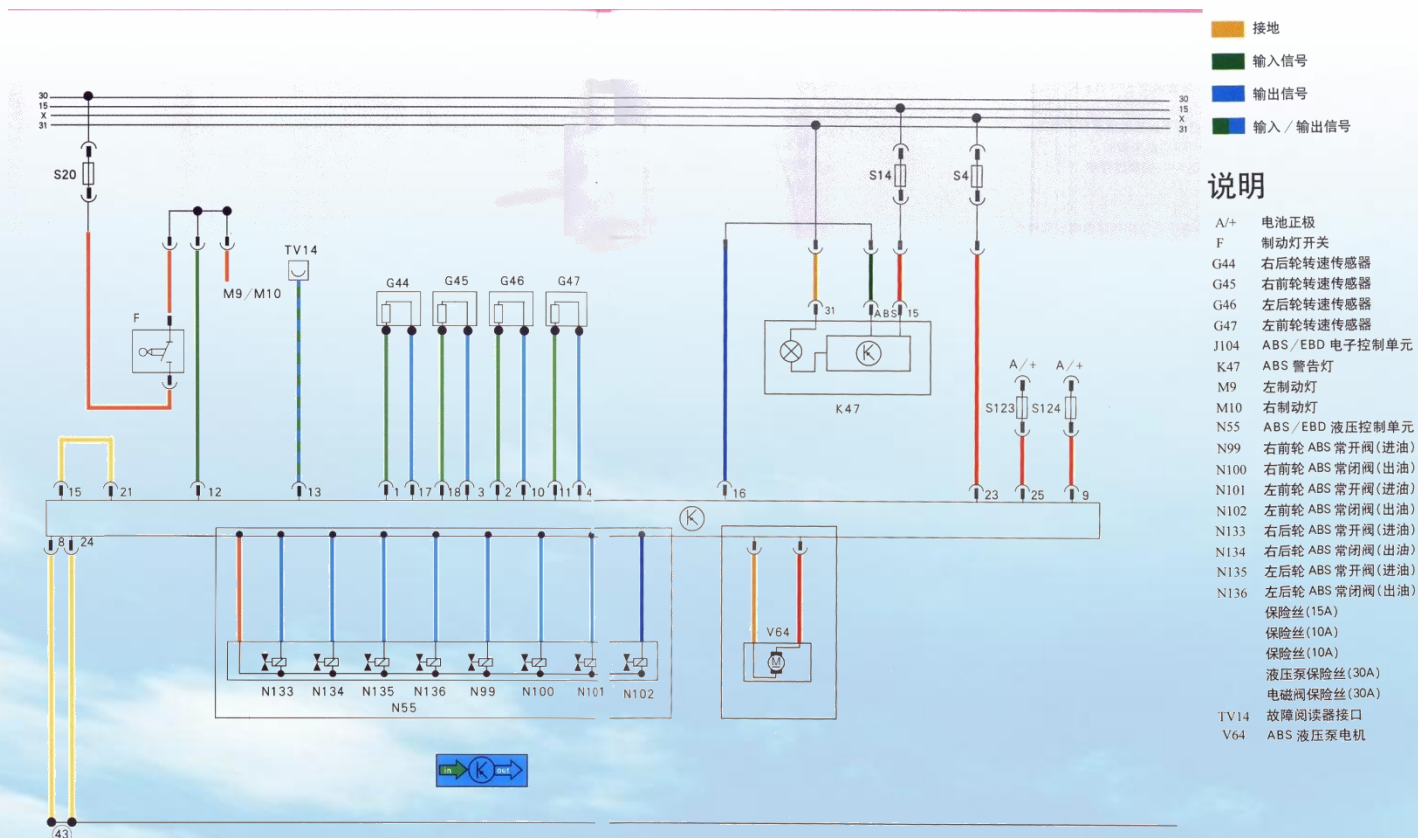 接地
输入信号
输出信号
输入/输出信号
30
15
X
31
30
15
X
31
S20
S14
S4
说明
A/+ 电池正极
F 制动灯开关
G44 右后轮转速传感器
G45 右前轮转速传感器
G46 左后轮转速传感器
G47 左前轮转速传感器
J104 ABS/EBD 电子控制单元
K47 ABS 警告灯
M9 左制动灯
M10 右制动灯
N55 ABS/EBD 液压控制单元
N99 右前轮 ABS 常开阀(进油)
N100 右前轮 ABS 常闭阀(出油)
N101 左前轮 ABS 常开阀(进油)
N102 左前轮 ABS 常闭阀(出油)
N133 右后轮 ABS 常开阀(进油)
N134 右后轮 ABS 常闭阀(出油)
N135 左后轮 ABS 常开阀(进油)
N136 左后轮 ABS 常闭阀(出油)
保险丝(15A)
保险丝(10A)
保险丝(10A)
液压泵保险丝(30A)
电磁阀保险丝(30A)
TV14 故障阅读器接口
V64 ABS 液压泵电机
TV14
M9/M10
F
G44 G45 G46 G47
31 ABS 15
K47
A/+ A/+
S123 S124
15 21 12 13 1 17 18 3 2 10 11 4 16 23 25 9
K
K
8 24
V64
M
N133 N134 N135 N136 N99 N100 N101 N102
N55
in K out
43